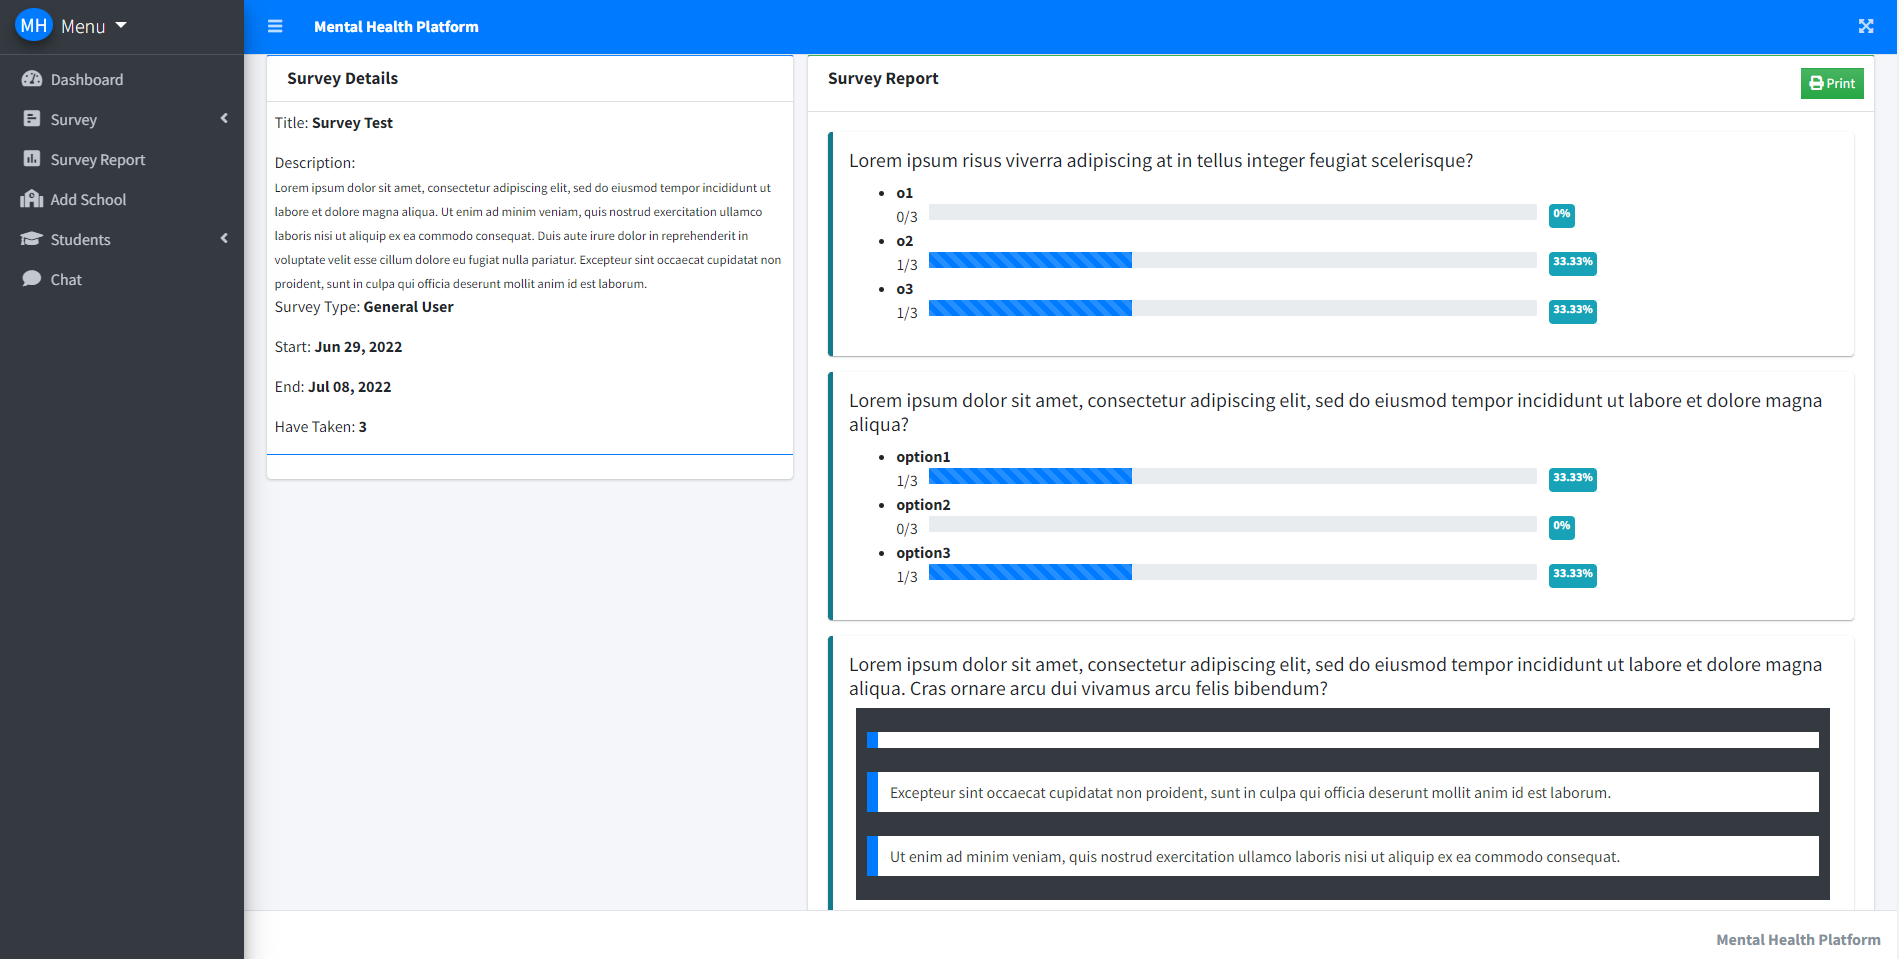 MH Menu
Mental Health Platform
Dashboard
Survey
Survey Report
Add School
Students
Chat
Survey Details
Title: Survey Test
Description:
Lorem ipsum dolor sit amet, consectetur adipiscing elit, sed do eiusmod tempor incididunt ut
labore et dolore magna aliqua. Ut enim ad minim veniam, quis nostrud exercitation ullamco
laboris nisi ut aliquip ex ea commodo consequat. Duis aute irure dolor in reprehenderit in
voluptate velit esse cillum dolore eu fugiat nulla pariatur. Excepteur sint occaecat cupidatat non
proident, sunt in culpa qui officia deserunt mollit anim id est laborum.
Survey Type: General User
Start: Jun 29, 2022
End: Jul 08, 2022
Have Taken: 3
Survey Report
Print
Lorem ipsum risus viverra adipiscing at in tellus integer feugiat scelerisque?
o1
0/3 0%
o2
1/3 33.33%
o3
1/3 33.33%
Lorem ipsum dolor sit amet, consectetur adipiscing elit, sed do eiusmod tempor incididunt ut labore et dolore magna
aliqua?
option1
1/3 33.33%
option2
0/3 0%
option3
1/3 33.33%
Lorem ipsum dolor sit amet, consectetur adipiscing elit, sed do eiusmod tempor incididunt ut labore et dolore magna
aliqua. Cras ornare arcu dui vivamus arcu felis bibendum?
Excepteur sint occaecat cupidatat non proident, sunt in culpa qui officia deserunt mollit anim id est laborum.
Ut enim ad minim veniam, quis nostrud exercitation ullamco laboris nisi ut aliquip ex ea commodo consequat.
Mental Health Platform